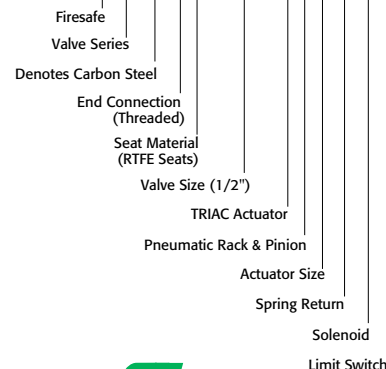 Firesafe
Valve Series
Denotes Carbon Steel
End Connection
(Threaded)
Seat Material
(RTFE Seats)
Valve Size (1/2")
TRIAC Actuator
Pneumatic Rack & Pinion
Actuator Size
Spring Return
Solenoid
Limit Switch